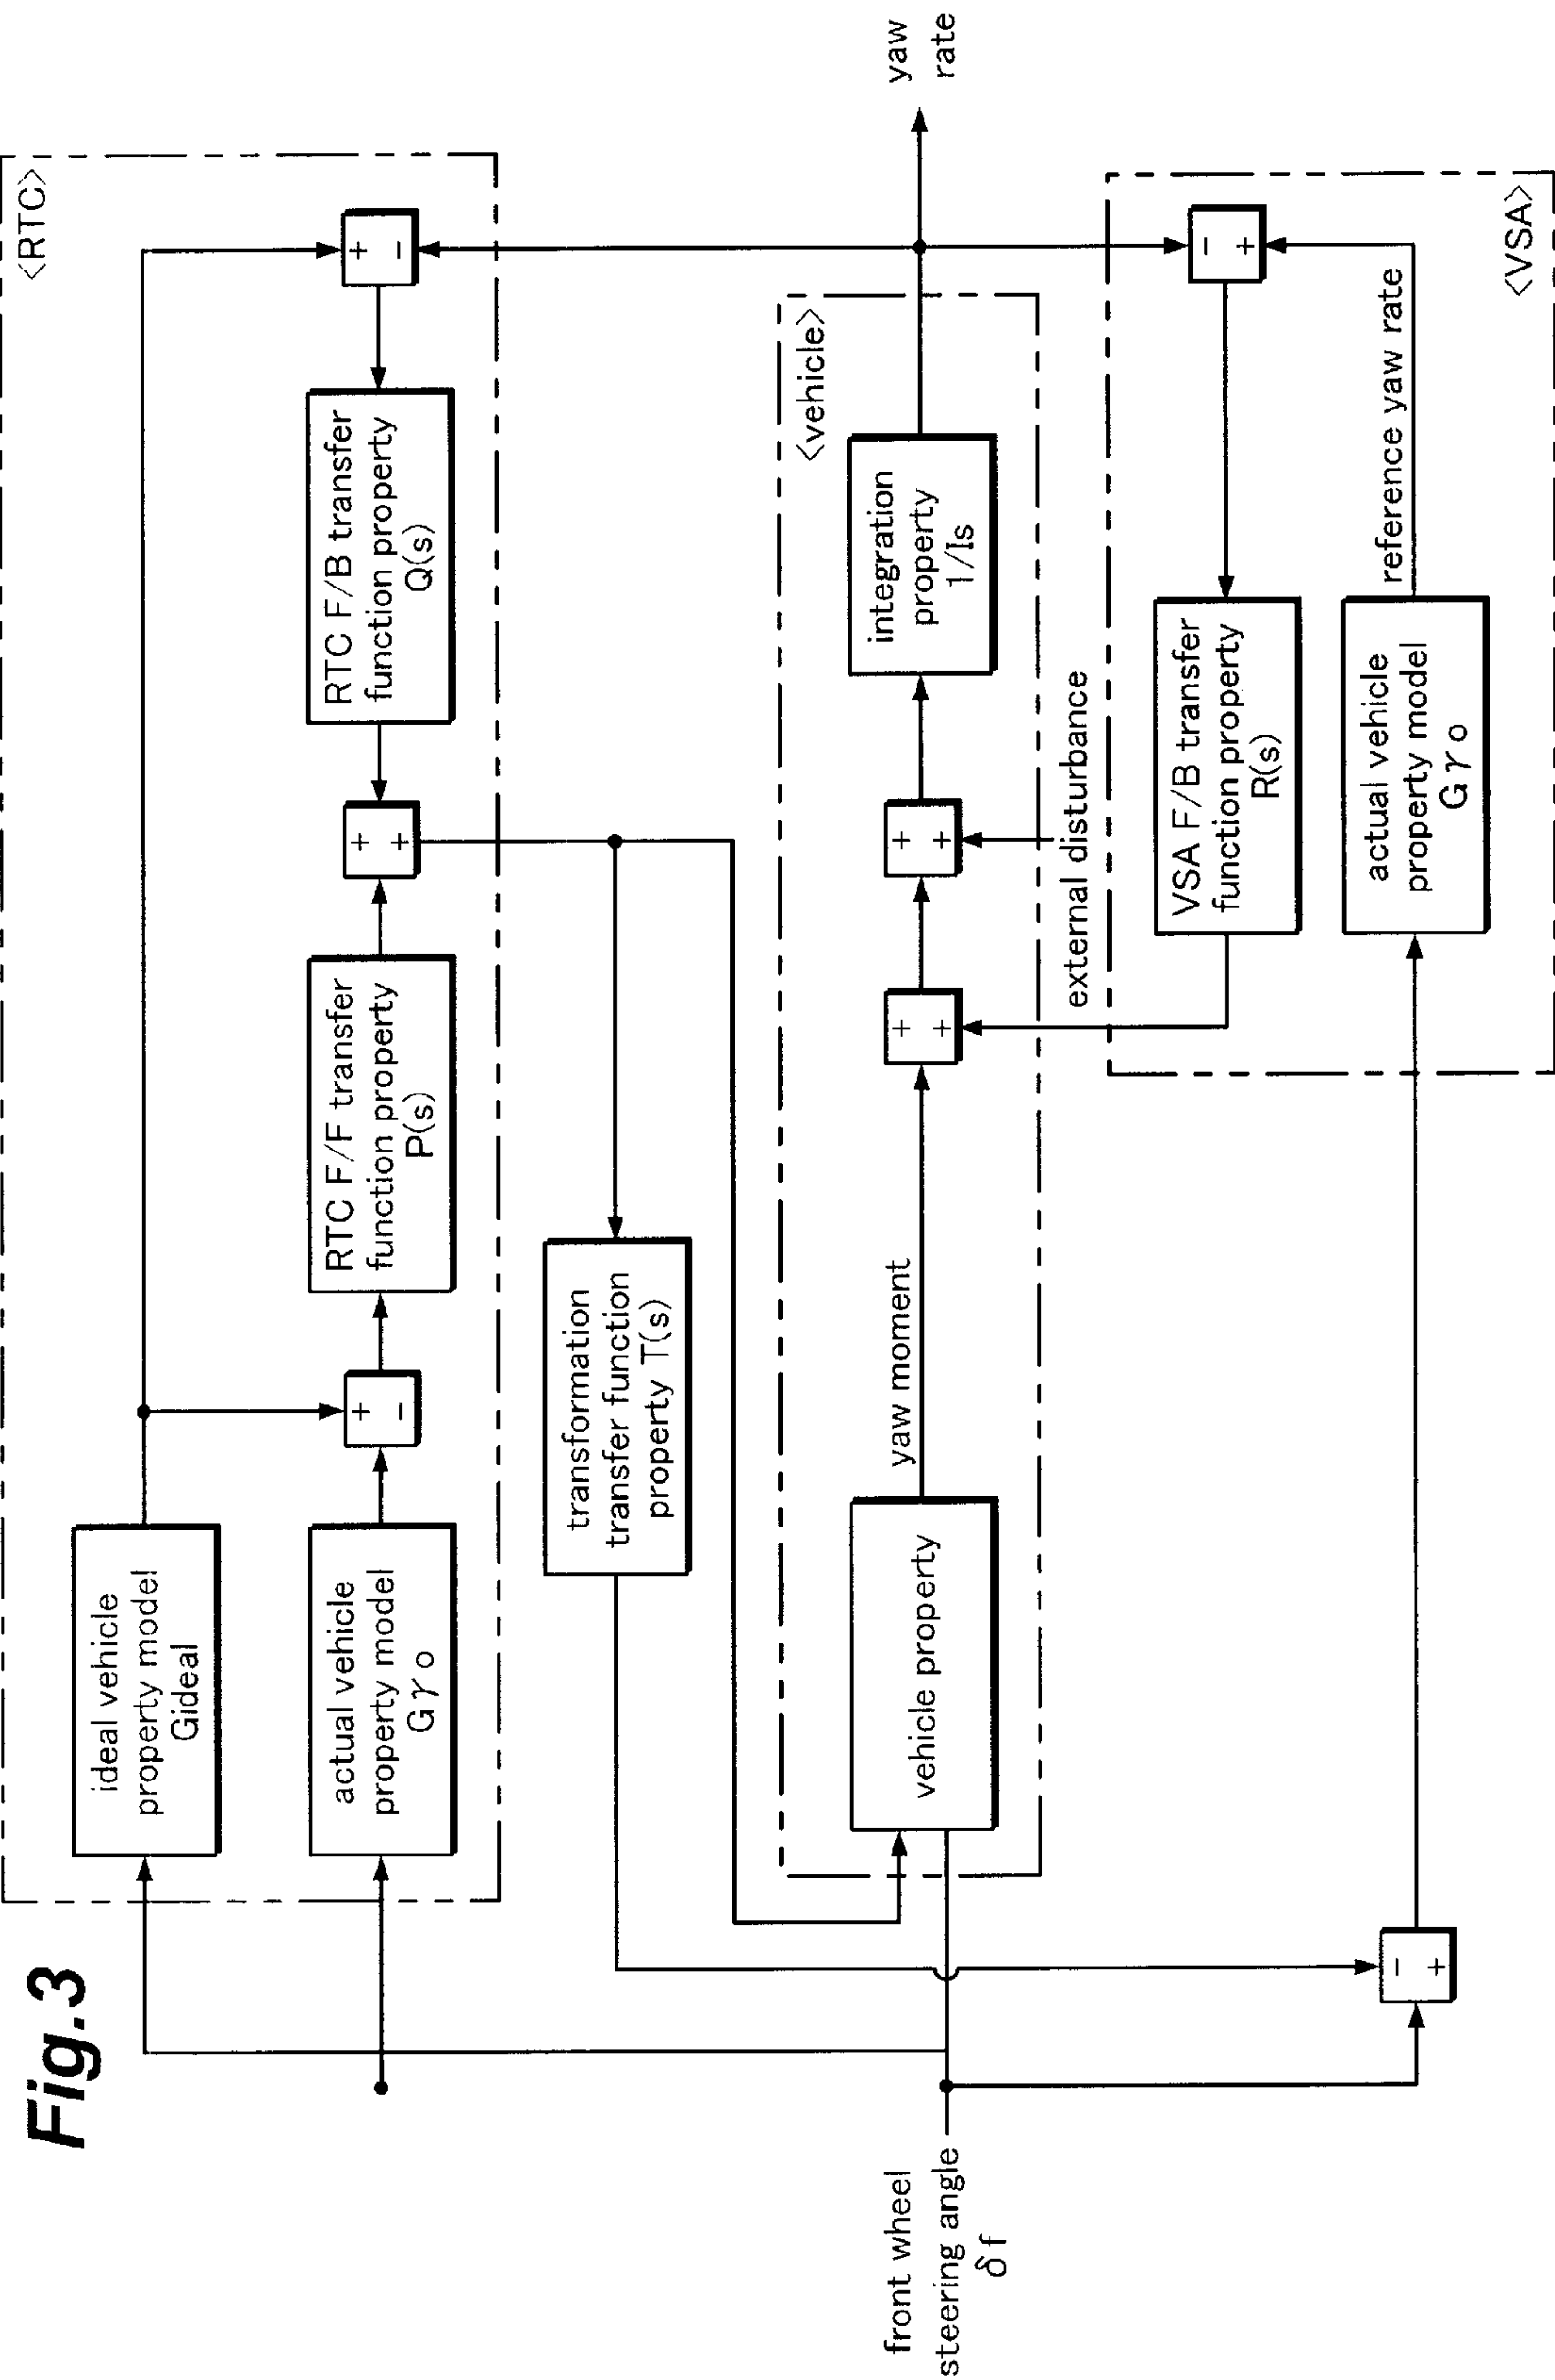 Fig.3
<RTC>
ideal vehicle
property model
Gideal
actual vehicle
property model
Gγo
+
−
RTC F/F transfer
function property
P(s)
+
+
RTC F/B transfer
function property
Q(s)
+
−
transformation
transfer function
property T(s)
<vehicle>
vehicle property
yaw moment
+
+
+
+
integration
property
1/Is
yaw
rate
front wheel
steering angle
δf
external disturbance
−
+
VSA F/B transfer
function property
R(s)
actual vehicle
property model
Gγo
reference yaw rate
−
+
<VSA>